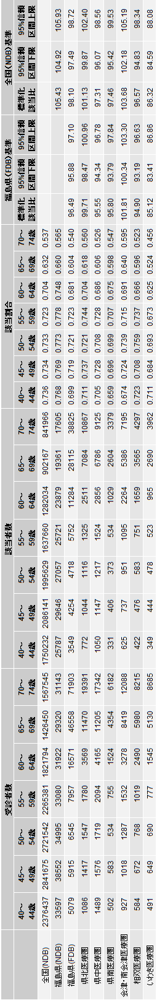 受診者数 該当者数 該当割合 福島県(FDB)基準 全国(NDB)基準
40～ 45～ 50～ 55～ 60～ 65～ 70～ 40～ 45～ 50～ 55～ 60～ 65～ 70～ 40～ 45～ 50～ 55～ 60～ 65～ 70～ 標準化 95%信頼 95%信頼 標準化 95%信頼 95%信頼
44歳 49歳 54歳 59歳 64歳 69歳 74歳 44歳 49歳 54歳 59歳 64歳 69歳 74歳 44歳 49歳 54歳 59歳 64歳 69歳 74歳 該当比 区間下限 区間上限 該当比 区間下限 区間上限
全国(NDB) 2376437 2841675 2721542 2265381 1821794 1426450 1567545 1750232 2086141 1995629 1637660 1282034 902167 841966 0.736 0.734 0.733 0.723 0.704 0.632 0.537
福島県(NDB) 33597 38552 34995 33080 31922 29320 31143 25787 29646 27057 25721 23879 19361 17605 0.768 0.769 0.773 0.778 0.748 0.660 0.565 105.43 104.92 105.93
福島県(FDB) 5079 5915 6545 7957 16571 46558 71903 3549 4254 4718 5752 11284 28115 38825 0.699 0.719 0.721 0.723 0.681 0.604 0.540 96.49 95.88 97.10 98.10 97.49 98.72
県北医療圏 1086 1417 1547 1780 3569 11470 19391 772 1044 1116 1325 2511 7084 10867 0.711 0.737 0.721 0.744 0.704 0.618 0.560 99.71 98.47 100.96 101.13 99.87 102.40
県中医療圏 1489 1576 1719 2094 4165 11205 17342 1050 1147 1217 1524 2856 6786 9125 0.705 0.728 0.708 0.728 0.686 0.606 0.526 95.55 94.34 96.78 97.31 96.07 98.56
県南医療圏 502 583 534 755 1524 4354 6182 331 406 373 534 1029 2604 3379 0.659 0.696 0.699 0.707 0.675 0.598 0.547 95.80 93.79 97.84 97.46 95.42 99.53
会津・南会津医療圏 927 1018 1287 1532 3278 8419 12088 625 737 951 1095 2264 5386 7195 0.674 0.724 0.739 0.715 0.691 0.640 0.595 101.81 100.34 103.30 103.68 102.18 105.19
相双医療圏 584 672 768 1019 2490 5980 8215 422 476 583 751 1659 3565 4297 0.723 0.708 0.759 0.737 0.666 0.596 0.523 94.90 93.19 96.63 96.57 94.83 98.34
いわき医療圏 491 649 690 777 1545 5130 8685 349 444 478 523 965 2690 3962 0.711 0.684 0.693 0.673 0.625 0.524 0.456 85.12 83.41 86.86 86.32 84.59 88.08